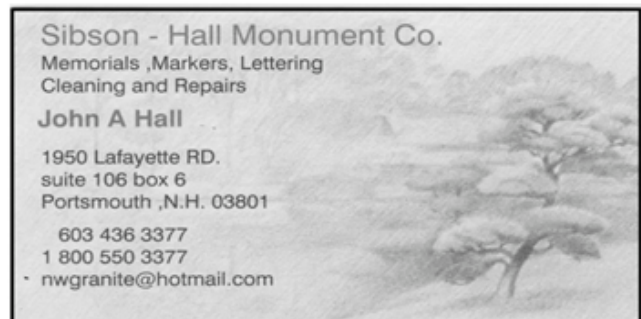 Sibson - Hall Monument Co.
Memorials ,Markers, Lettering
Cleaning and Repairs
John A Hall
1950 Lafayette RD.
suite 106 box 6
Portsmouth ,N.H. 03801
603 436 3377
1 800 550 3377
nwgranite@hotmail.com